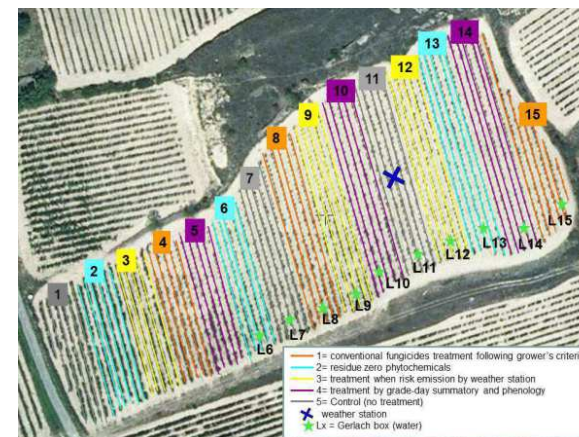 14
13
12
11
10
15
9
8
7
6
5
4
3
2
1
L15
L14
L13
L12
L11
L10
L9
L8
L7
L6
1= conventional fungicides treatment following grower's criteri
2= residue zero phytochemicals
3= treatment when risk emission by weather station
4= treatment by grade-day summatory and phenology
5= Control (no treatment)
weather station
Lx = Gerlach box (water)